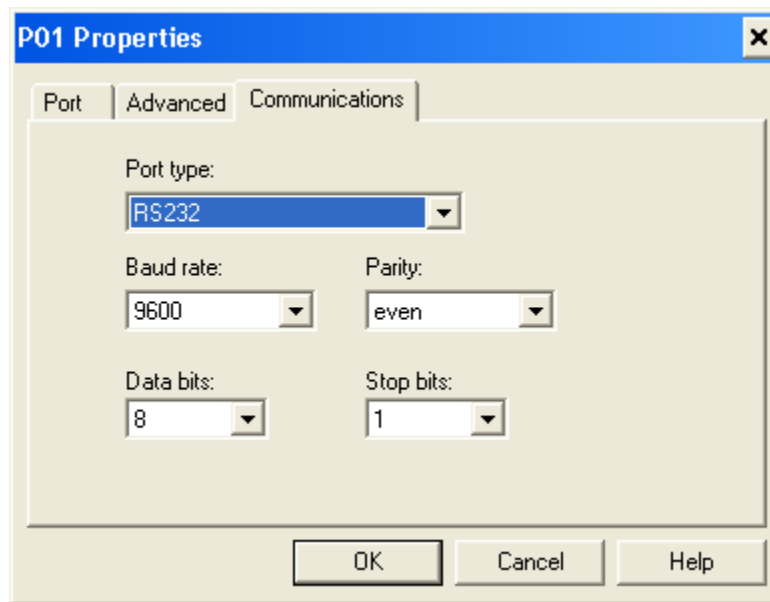 P01 Properties
Port Advanced Communications
Port type:
RS232
Baud rate: Parity:
9600 even
Data bits: Stop bits:
8 1
OK Cancel Help